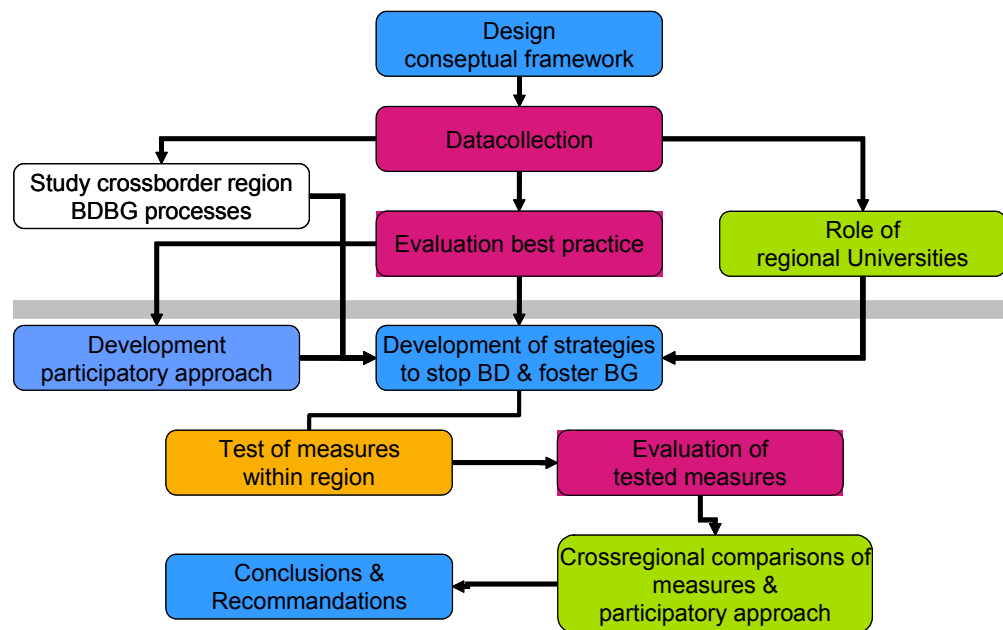 Design
conseptual framework
Datacollection
Study crossborder region
BDBG processes
Evaluation best practice
Role of
regional Universities
Development
participatory approach
Development of strategies
to stop BD & foster BG
Test of measures
within region
Evaluation of
tested measures
Crossregional comparisons of
measures &
participatory approach
Conclusions &
Recommandations